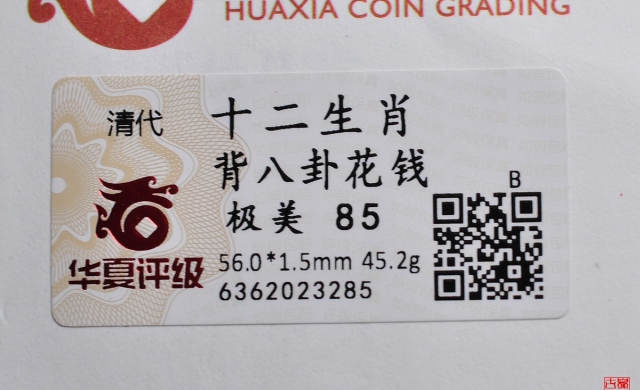 HUAXIA COIN GRADING
清代
十二生肖
背八卦花钱
极美 85
B
华夏评级
56.0*1.5mm 45.2g
6362023285